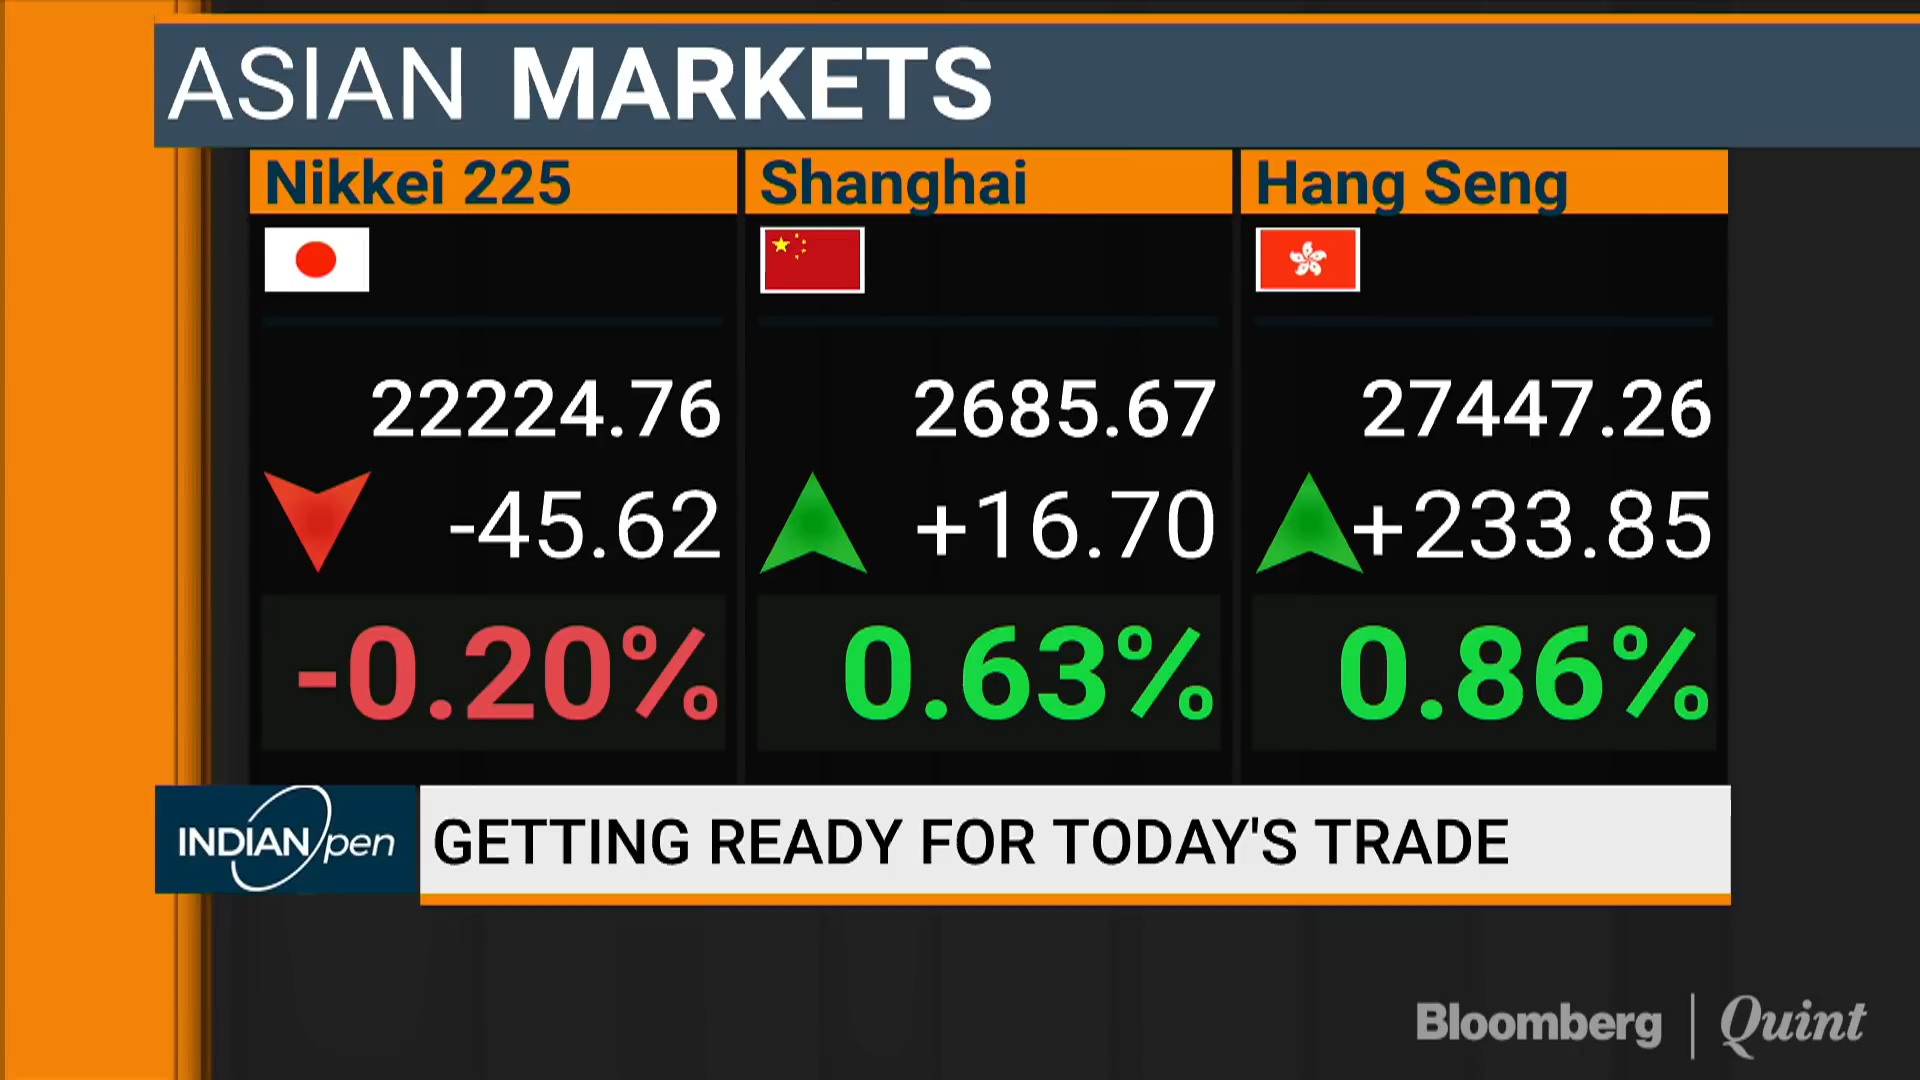 ASIAN MARKETS
Nikkei 225
22224.76
-45.62
-0.20%
Shanghai
2685.67
+16.70
0.63%
Hang Seng
27447.26
+233.85
0.86%
INDIAN Open
GETTING READY FOR TODAY'S TRADE
Bloomberg | Quint